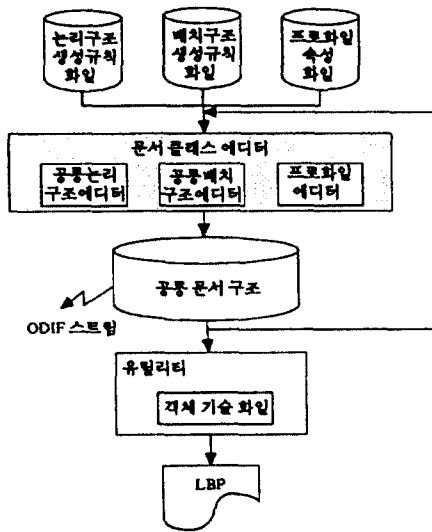 논리구조
생성규칙
화일
배치구조
생성규칙
화일
프로화일
속성
화일
문서 클래스 에디터
공통논리
구조에디터
공통배치
구조에디터
프로화일
에디터
공통 문서 구조
ODIF 스트림
유틸리티
객체 기술 화일
LBP